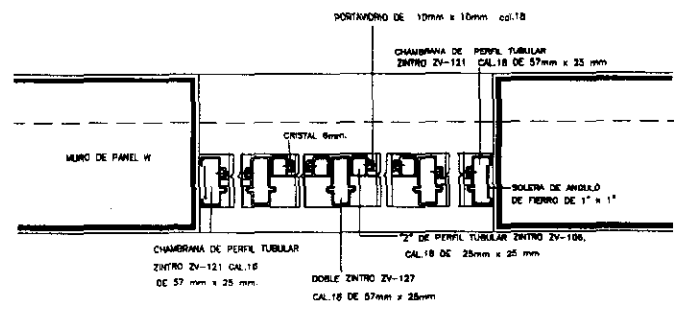 PORTAVIDRIO DE 10mm x 10mm cal.18
CHAMBRANA DE PERFIL TUBULAR
ZINTRO ZV-121 CAL.18 DE 57mm x 25 mm
CRISTAL 6mm.
MURO DE PANEL W
SOLERA DE ANGULO
DE FIERRO DE 1" x 1"
"Z" DE PERFIL TUBULAR ZINTRO ZV-106,
CAL.18 DE 25mm x 25 mm
CHAMBRANA DE PERFIL TUBULAR
ZINTRO ZV-121 CAL.18
DE 57 mm x 25 mm.
DOBLE ZINTRO ZV-127
CAL.18 DE 57mm x 25mm